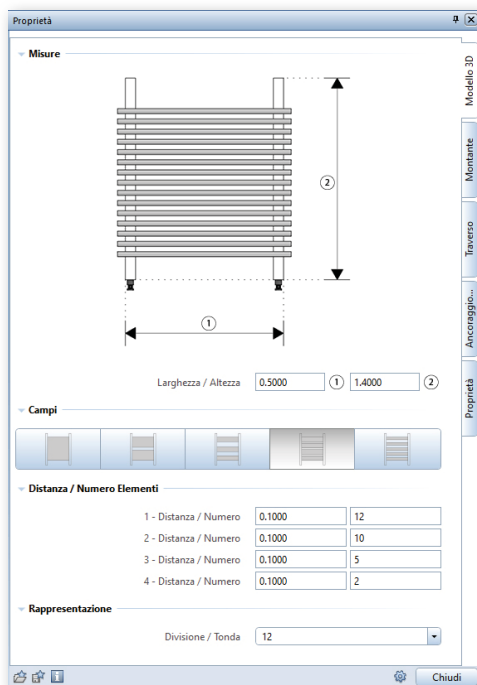 Proprietà
Misure
2
1
Larghezza / Altezza 0.5000 1 1.4000 2
Campi
Distanza / Numero Elementi
1 - Distanza / Numero 0.1000 12
2 - Distanza / Numero 0.1000 10
3 - Distanza / Numero 0.1000 5
4 - Distanza / Numero 0.1000 2
Rappresentazione
Divisione / Tonda 12
Chiudi
Modello 3D
Montante
Traverso
Ancoraggio...
Proprietà